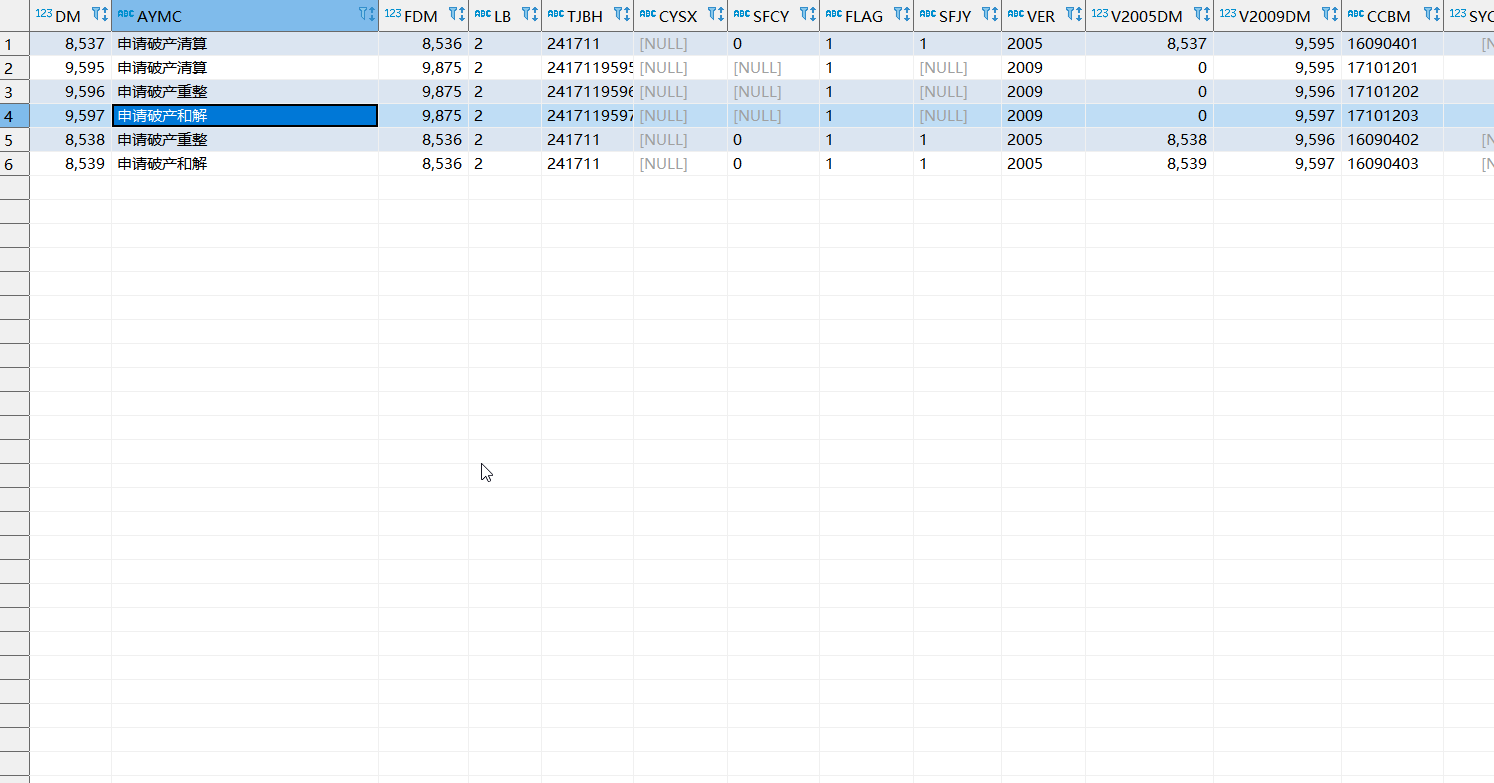 123 DM ABC AYMC 123 FDM ABC LB ABC TJBH ABC CYSX ABC SFCY ABC FLAG ABC SFJY ABC VER 123 V2005DM 123 V2009DM ABC CCBM 123 SYC
1 8,537 申请破产清算 8,536 2 241711 [NULL] 0 1 1 2005 8,537 9,595 16090401 [N
2 9,595 申请破产清算 9,875 2 2417119595 [NULL] [NULL] 1 [NULL] 2009 0 9,595 17101201
3 9,596 申请破产重整 9,875 2 2417119596 [NULL] [NULL] 1 [NULL] 2009 0 9,596 17101202
4 9,597 申请破产和解 9,875 2 2417119597 [NULL] [NULL] 1 [NULL] 2009 0 9,597 17101203
5 8,538 申请破产重整 8,536 2 241711 [NULL] 0 1 1 2005 8,538 9,596 16090402 [N
6 8,539 申请破产和解 8,536 2 241711 [NULL] 0 1 1 2005 8,539 9,597 16090403 [N